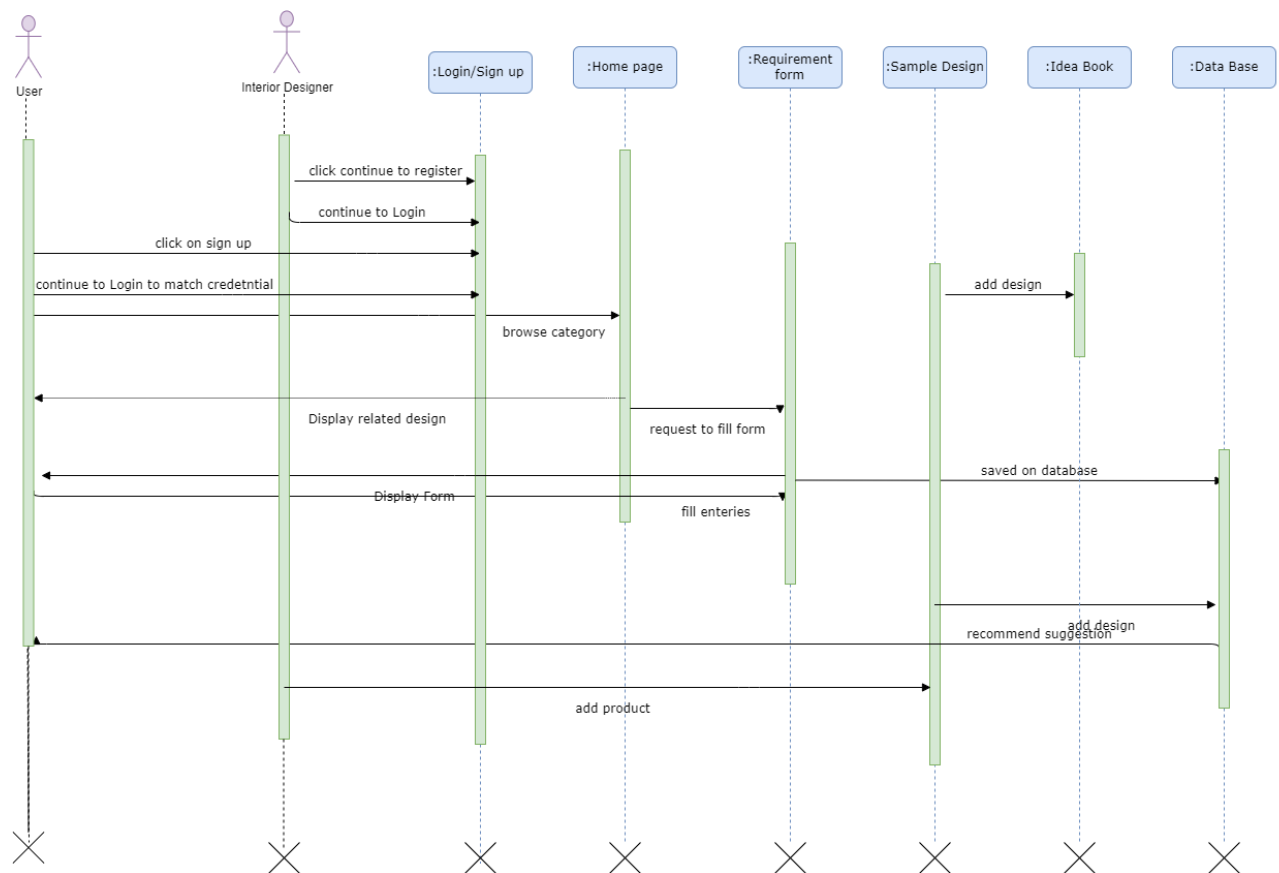 User
Interior Designer
:Login/Sign up
:Home page
:Requirement
form
:Sample Design
:Idea Book
:Data Base
click continue to register
continue to Login
click on sign up
continue to Login to match credetntial
add design
browse category
Display related design
request to fill form
saved on database
Display Form
fill enteries
add design
recommend suggestion
add product